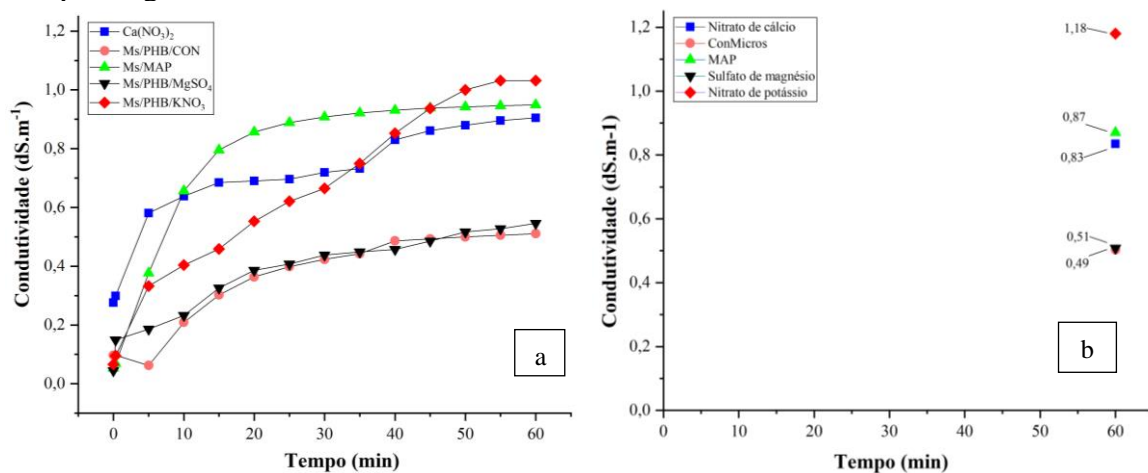 1,2
1,0
0,8
0,6
0,4
0,2
0,0
Condutividade (dS.m⁻¹)
Ca(NO₃)₂
Ms/PHB/CON
Ms/MAP
Ms/PHB/MgSO₄
Ms/PHB/KNO₃
a
0 10 20 30 40 50 60
Tempo (min)
1,2
1,0
0,8
0,6
0,4
0,2
0,0
Condutividade (dS.m-1)
Nitrato de cálcio
ConMicros
MAP
Sulfato de magnésio
Nitrato de potássio
1,18
0,87
0,83
0,51
0,49
b
0 10 20 30 40 50 60
Tempo (min)